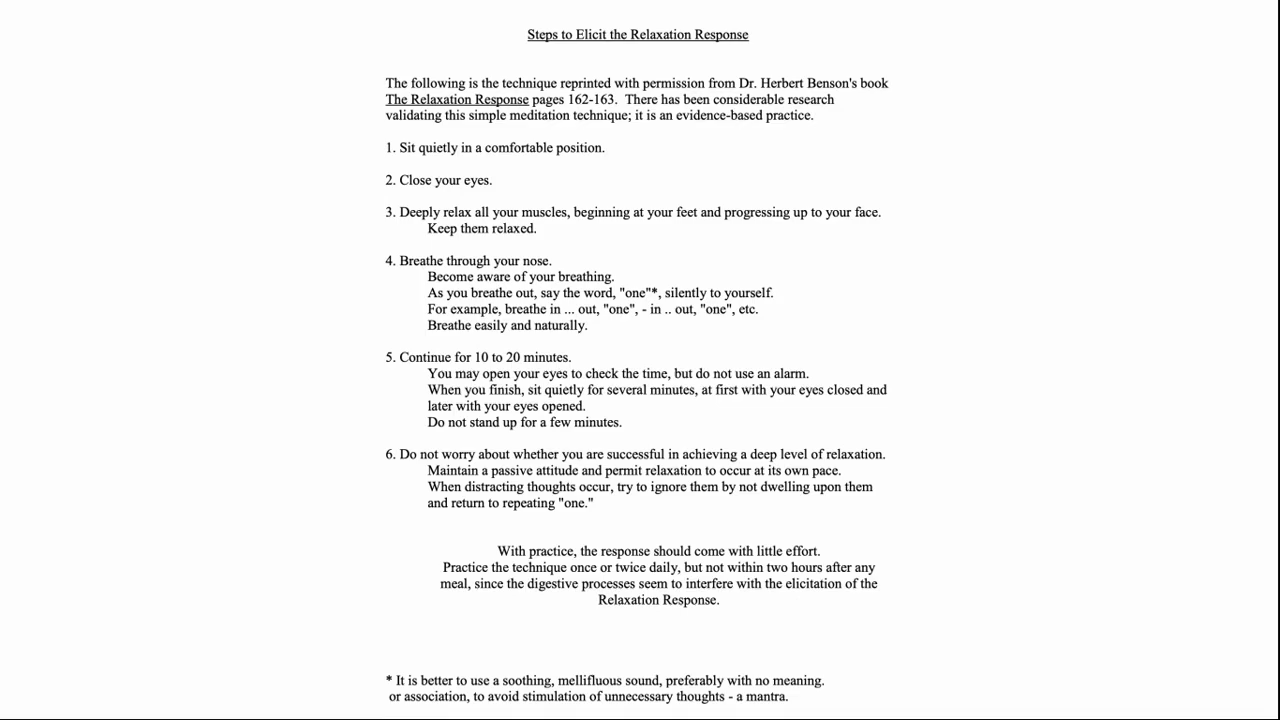 Steps to Elicit the Relaxation Response
The following is the technique reprinted with permission from Dr. Herbert Benson's book
The Relaxation Response pages 162-163.  There has been considerable research
validating this simple meditation technique; it is an evidence-based practice.
1. Sit quietly in a comfortable position.
2. Close your eyes.
3. Deeply relax all your muscles, beginning at your feet and progressing up to your face.
Keep them relaxed.
4. Breathe through your nose.
Become aware of your breathing.
As you breathe out, say the word, "one"*, silently to yourself.
For example, breathe in ... out, "one", - in .. out, "one", etc.
Breathe easily and naturally.
5. Continue for 10 to 20 minutes.
You may open your eyes to check the time, but do not use an alarm.
When you finish, sit quietly for several minutes, at first with your eyes closed and
later with your eyes opened.
Do not stand up for a few minutes.
6. Do not worry about whether you are successful in achieving a deep level of relaxation.
Maintain a passive attitude and permit relaxation to occur at its own pace.
When distracting thoughts occur, try to ignore them by not dwelling upon them
and return to repeating "one."
With practice, the response should come with little effort.
Practice the technique once or twice daily, but not within two hours after any
meal, since the digestive processes seem to interfere with the elicitation of the
Relaxation Response.
* It is better to use a soothing, mellifluous sound, preferably with no meaning.
or association, to avoid stimulation of unnecessary thoughts - a mantra.